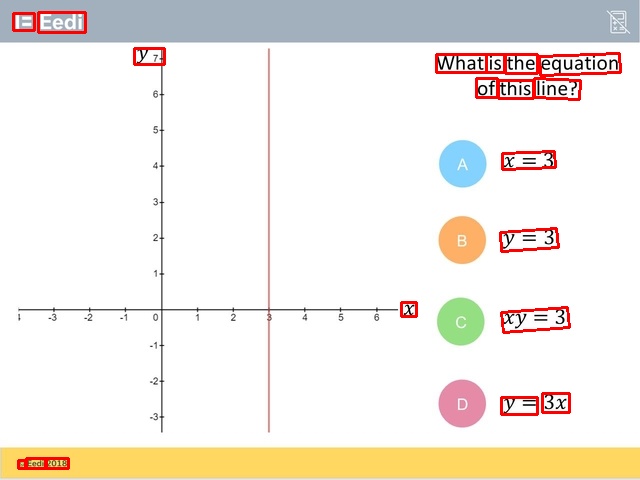 Eedi
What is the equation
of this line?
y
7
6
5
4
3
2
1
0
-1
-2
-3
-3 -2 -1 1 2 3 4 5 6
x
A x = 3
B y = 3
C xy = 3
D y = 3x
Eedi 2018